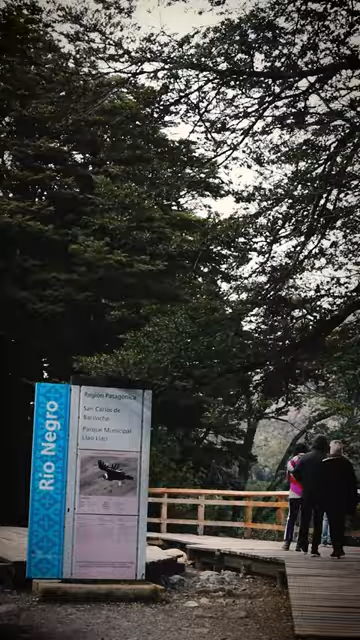 Río Negro
Región Patagónica
San Carlos de
Bariloche
Parque Municipal
Llao Llao